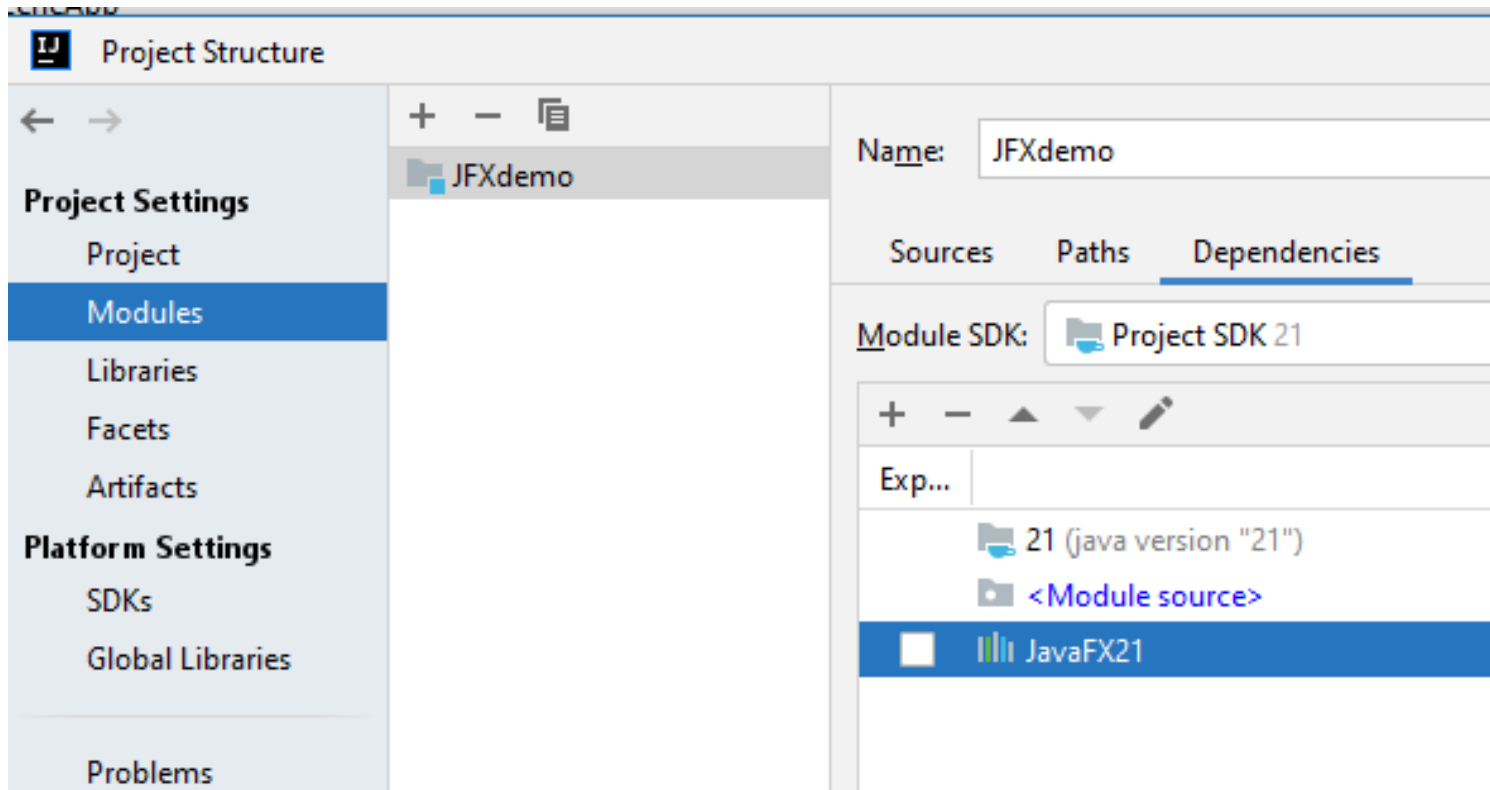 Project Structure
Project Settings
Project
Modules
Libraries
Facets
Artifacts
Platform Settings
SDKs
Global Libraries
Problems
JFXdemo
Name: JFXdemo
Sources Paths Dependencies
Module SDK: Project SDK 21
Exp...
21 (java version "21")
<Module source>
JavaFX21